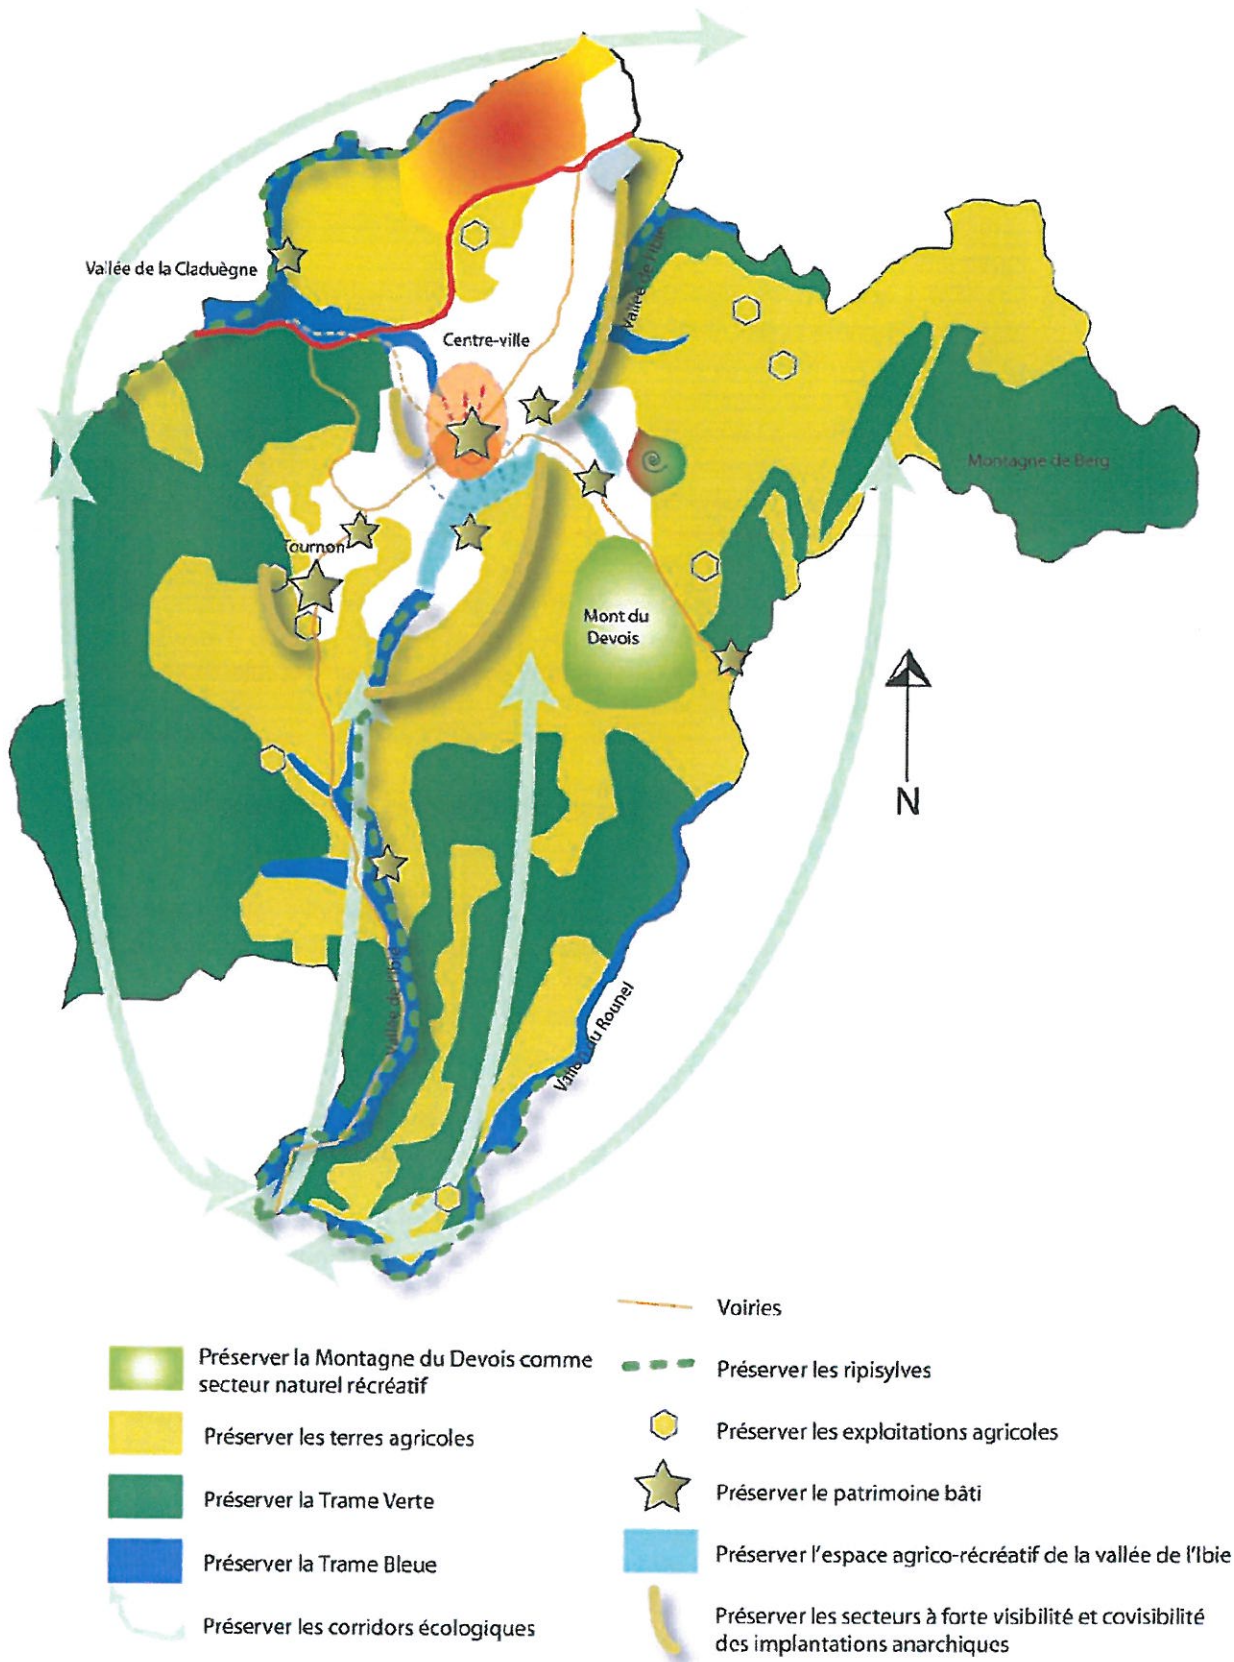 Vallée de la Claduègne
Vallée de l'Ibie
Centre-ville
Montagne de Berg
Tournon
Mont du
Devois
N
Vallée de l'Ibie
Vallon du Rounel
Voiries
Préserver la Montagne du Devois comme
secteur naturel récréatif
Préserver les ripisylves
Préserver les terres agricoles
Préserver les exploitations agricoles
Préserver la Trame Verte
Préserver le patrimoine bâti
Préserver la Trame Bleue
Préserver l'espace agrico-récréatif de la vallée de l'Ibie
Préserver les corridors écologiques
Préserver les secteurs à forte visibilité et covisibilité
des implantations anarchiques